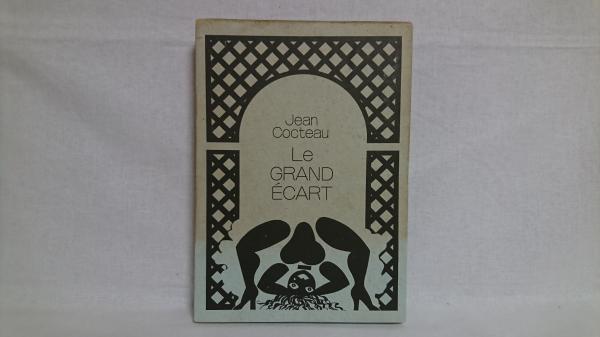 Jean
Cocteau
Le
GRAND
ÉCART